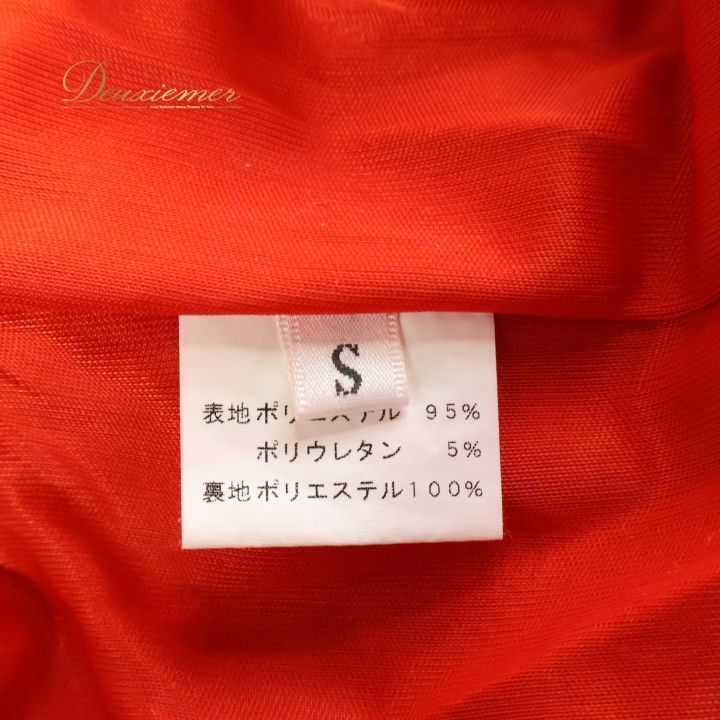 Deuxiemer
S
表地ポリエステル 95%
ポリウレタン 5%
裏地ポリエステル100%